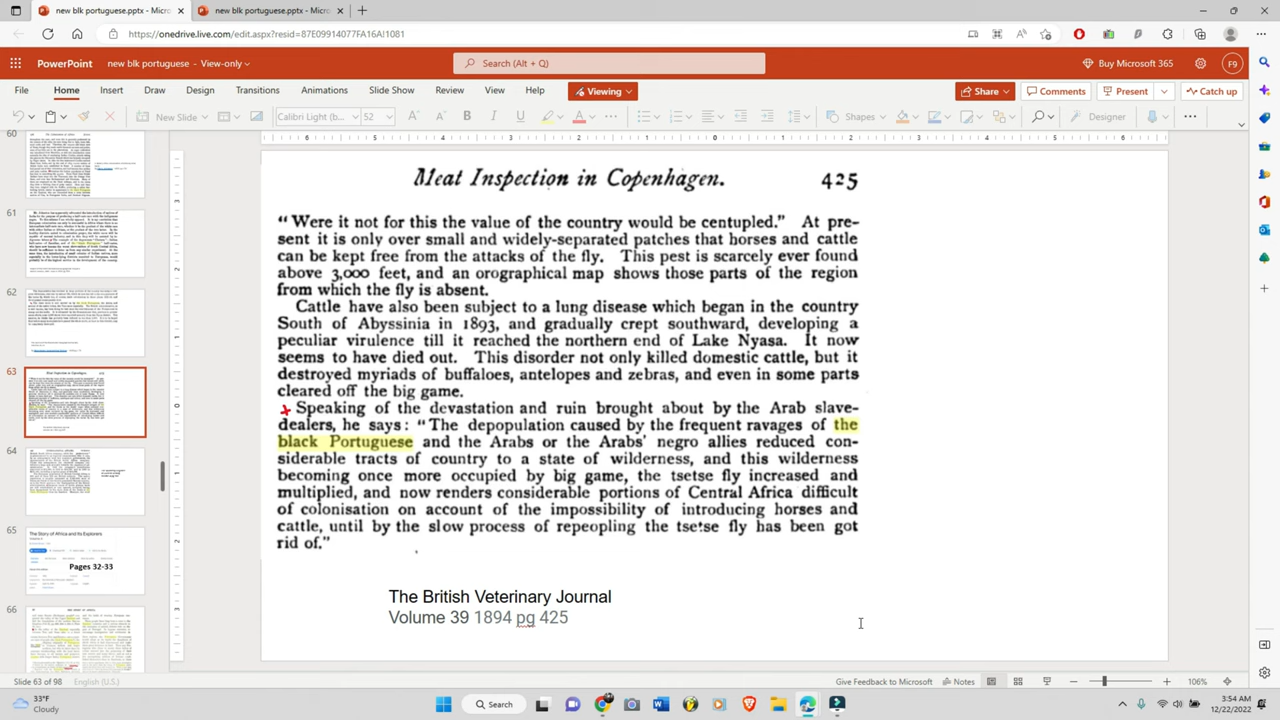 new blk portuguese.pptx - Micro
new blk portuguese.pptx - Micro
https://onedrive.live.com/edit.aspx?resid=87E09914077FA16A!1081
PowerPoint
new blk portuguese - View-only
Search (Alt + Q)
Buy Microsoft 365
F9
File Home Insert Draw Design Transitions Animations Slide Show Review View Help
Viewing
Share
Comments
Present
Catch up
New Slide
Calibri Light (b...
52
Shapes
Designer
60
61
62
63
64
65
The Story of Africa and Its Explorers
Pages 32-33
66
Meat Inspection in Copenhagen. 425
“Were it not for this the wealth of the country would be centupled.” At pre-
sent it is only over small and widely-separated patches that horses and cattle
can be kept free from the attacks of the fly. This pest is scarcely ever found
above 3,000 feet, and an orographical map shows those parts of the region
from which the fly is absent.
Cattle have also been subject to a lung disease which began in the country
South of Abyssinia in 1893, and gradually crept southward, developing a
peculiar virulence till it reached the northern end of Lake Nyasa. It now
seems to have died out. This disorder not only killed domestic cattle, but it
destroyed myriads of buffaloes, antelopes and zebras, and even in some parts
cleared off the big game.
Speaking of the devastation and ruin brought about by the Arab slave-
dealers, he says: “The depopulation caused by the frequent ravages of the
black Portuguese and the Arabs or the Arabs’ negro allies reduced con-
siderable tracts of country to a state of wilderness, and this wilderness
becoming once more occupied by big game, the tsetse fly increased and
multiplied, and now renders considerable portions of Central Africa difficult
of colonisation on account of the impossibility of introducing horses and
cattle, until by the slow process of repeopling the tsetse fly has been got
rid of.”
The British Veterinary Journal
Volume 39 1894 pg 425
Slide 63 of 98
English (U.S.)
Give Feedback to Microsoft
Notes
106%
33°F
Cloudy
Search
3:54 AM
12/22/2022